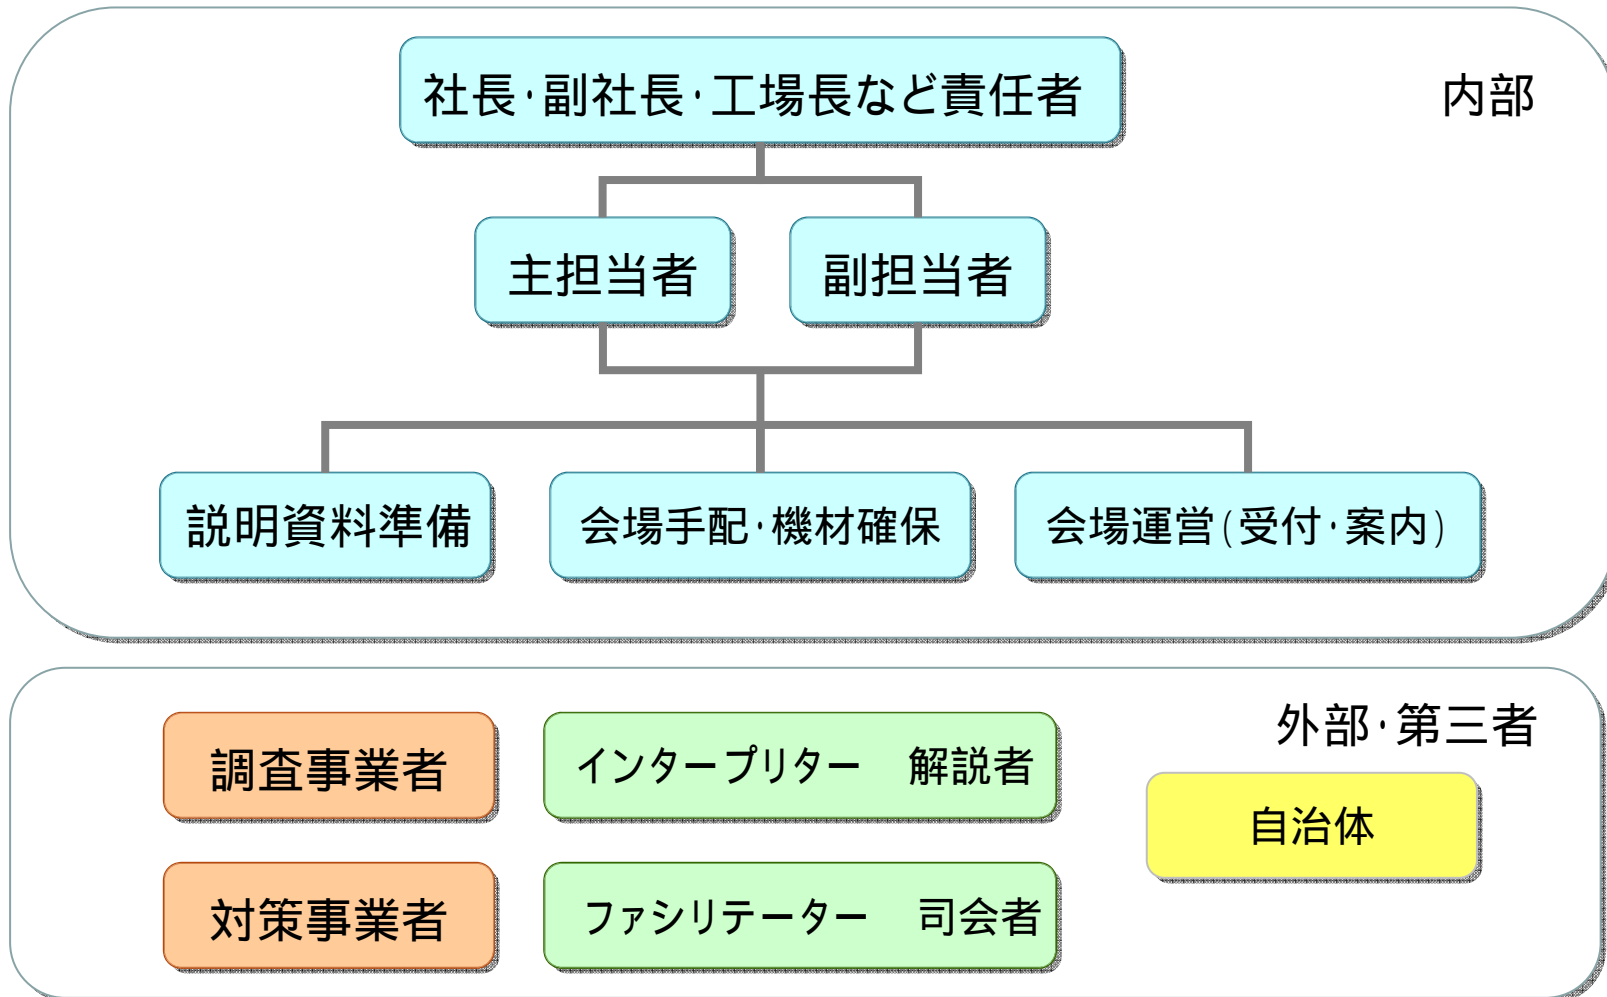 社長・副社長・工場長など責任者
内部
主担当者
副担当者
説明資料準備
会場手配・機材確保
会場運営(受付・案内)
外部・第三者
調査事業者
インタープリター　解説者
自治体
対策事業者
ファシリテーター　司会者